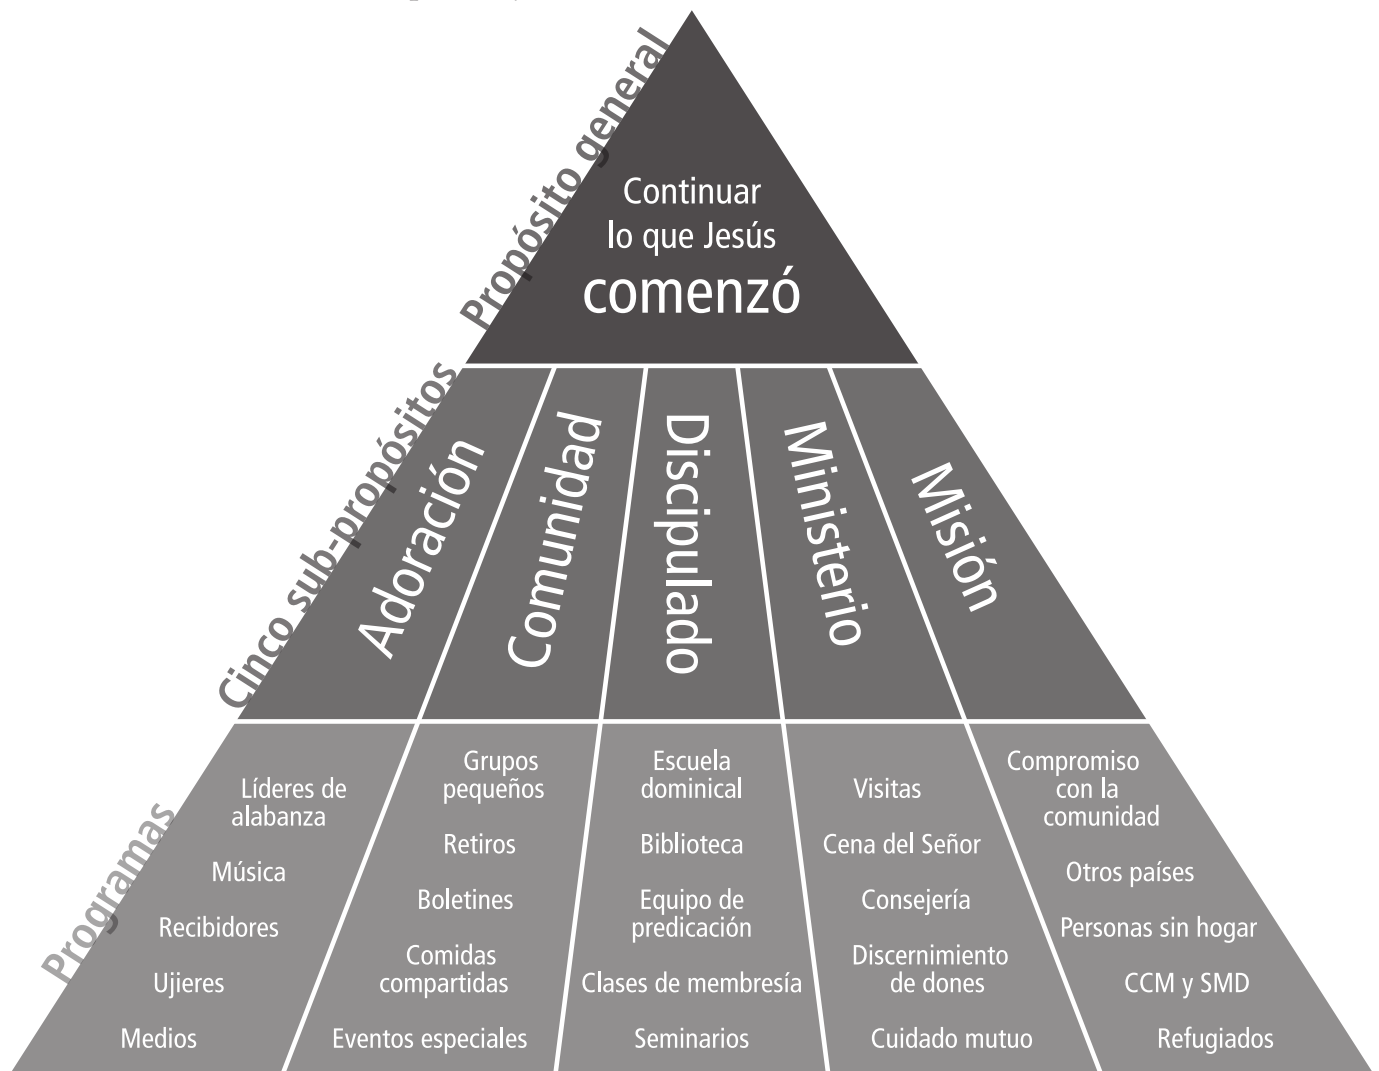 Propósito general
Continuar
lo que Jesús
comenzó
Cinco sub-propósitos
Adoración
Comunidad
Discipulado
Ministerio
Misión
Programas
Líderes de
alabanza
Música
Recibidores
Ujieres
Medios
Grupos
pequeños
Retiros
Boletines
Comidas
compartidas
Eventos especiales
Escuela
dominical
Biblioteca
Equipo de
predicación
Clases de membresía
Seminarios
Visitas
Cena del Señor
Consejería
Discernimiento
de dones
Cuidado mutuo
Compromiso
con la
comunidad
Otros países
Personas sin hogar
CCM y SMD
Refugiados